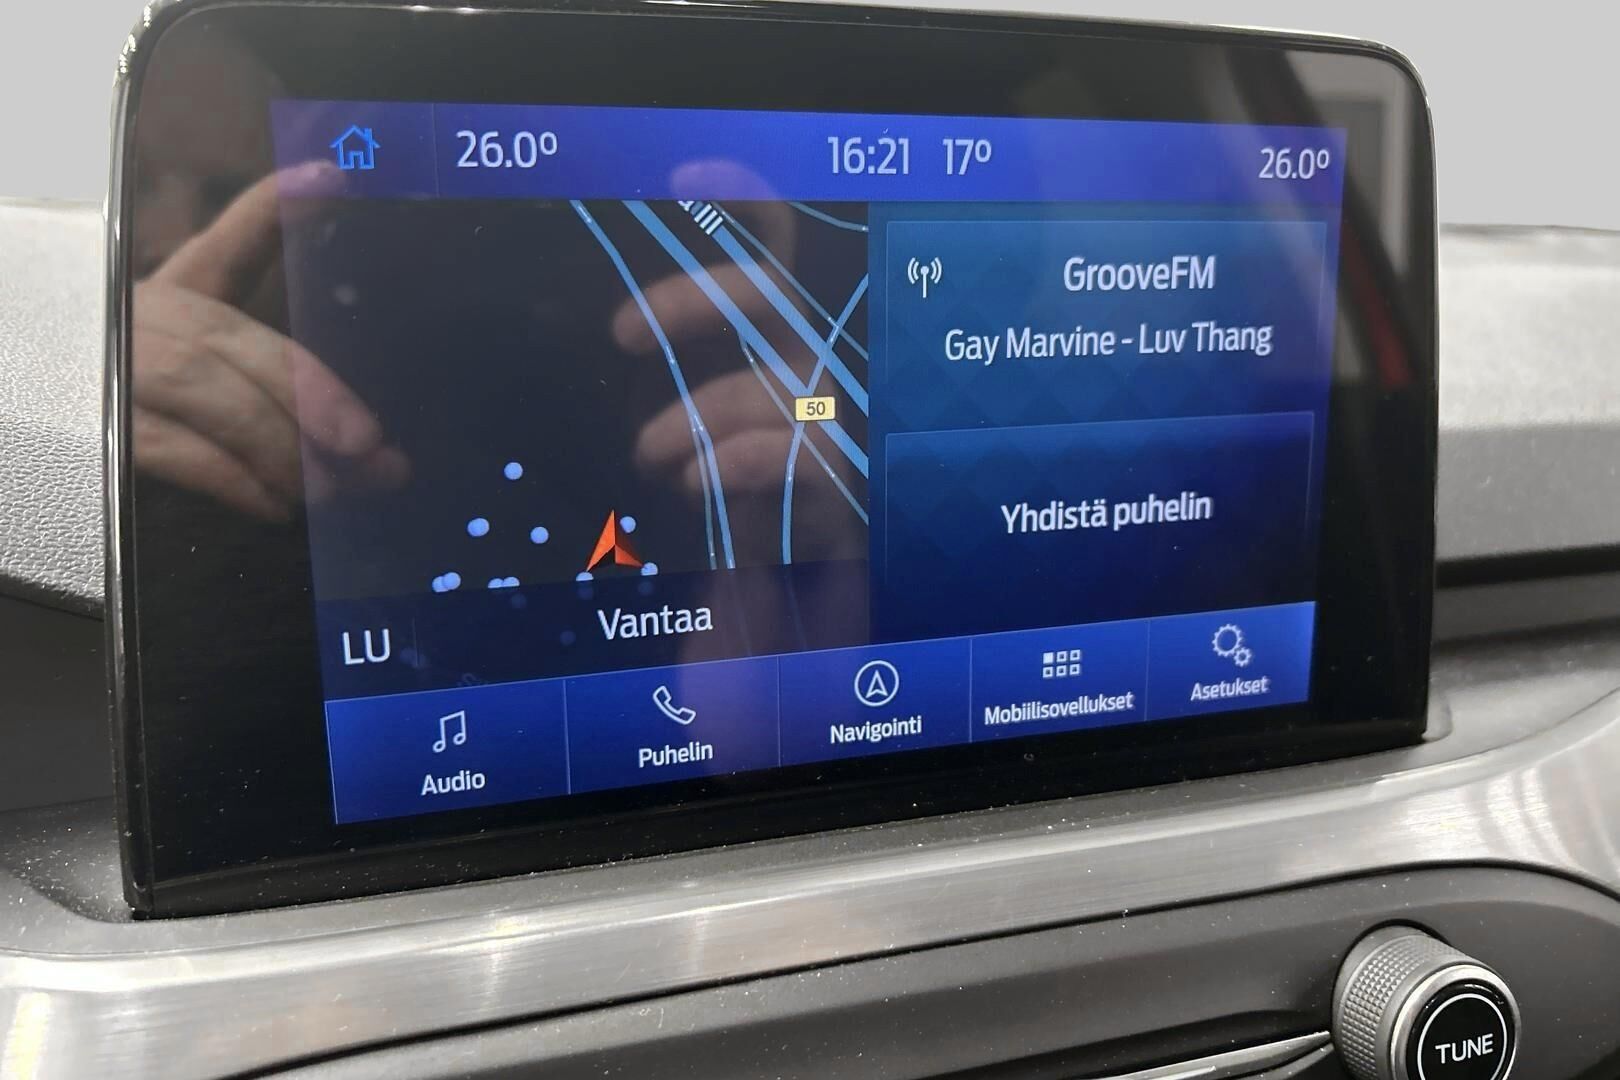 26.0°
16:21
17°
26.0°
GrooveFM
Gay Marvine - Luv Thang
50
Yhdistä puhelin
LU
Vantaa
Audio
Puhelin
Navigointi
Mobiilisovellukset
Asetukset
TUNE